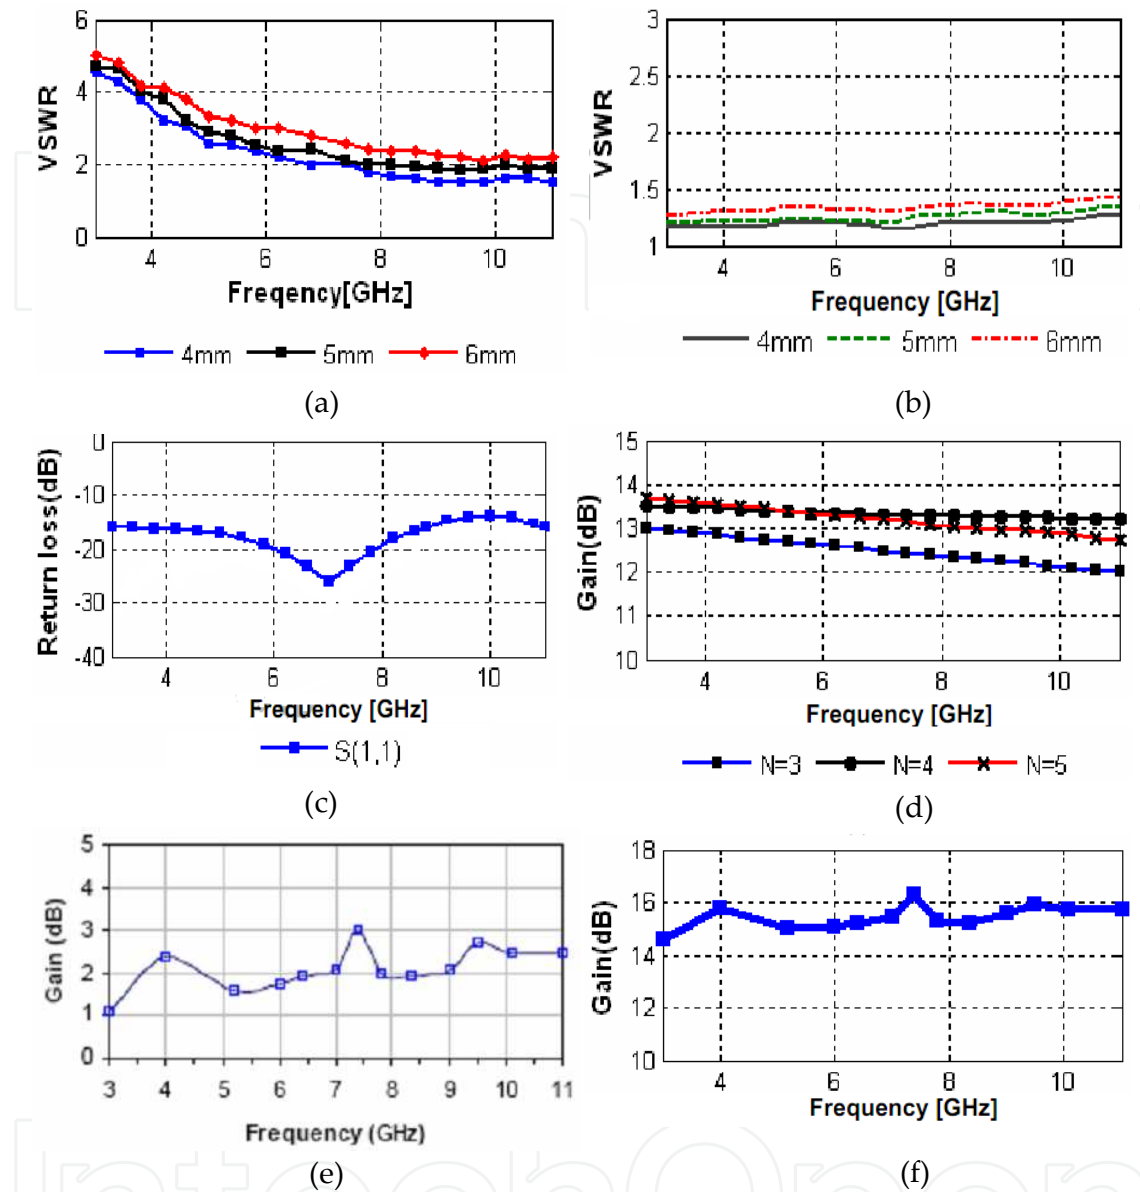 6
4
2
0
VSWR
4 6 8 10
Freqency[GHz]
4mm 5mm 6mm
(a)
3
2.5
2
1.5
1
VSWR
4 6 8 10
Frequency [GHz]
4mm 5mm 6mm
(b)
0
-10
-20
-30
-40
Return loss(dB)
4 6 8 10
Frequency [GHz]
S(1,1)
(c)
15
14
13
12
11
10
Gain(dB)
4 6 8 10
Frequency [GHz]
N=3 N=4 N=5
(d)
5
4
3
2
1
0
Gain (dB)
3 4 5 6 7 8 9 10 11
Frequency (GHz)
(e)
18
16
14
12
10
Gain(dB)
4 6 8 10
Frequency [GHz]
(f)
IntechOpen